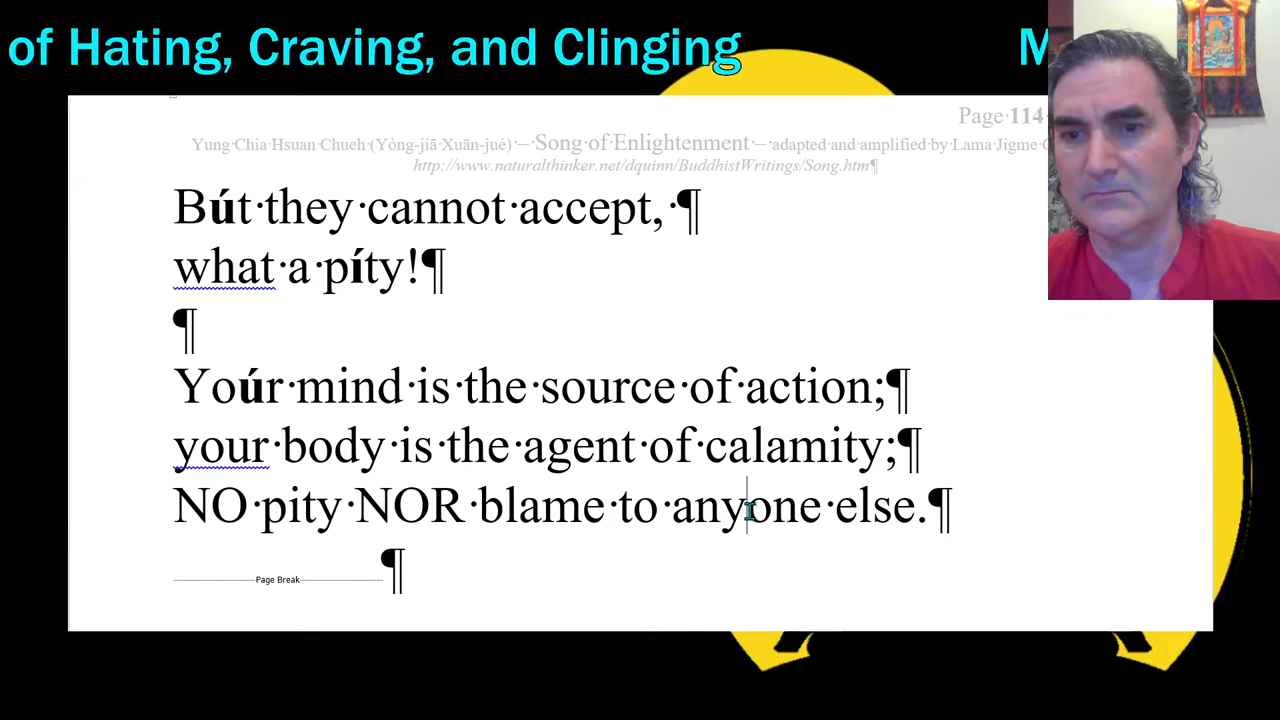 of Hating, Craving, and Clinging M
Page·114·
Yung·Chia·Hsuan·Chueh·(Yòng-jiā·Xuān-jué)·–·Song·of·Enlightenment·–·adapted·and·amplified·by·Lama·Jigme·
http://www.naturalthinker.net/dquinn/BuddhistWritings/Song.htm¶
Bút·they·cannot·accept,·¶
what·a·píty!¶
¶
Yoúr·mind·is·the·source·of·action;¶
your·body·is·the·agent·of·calamity;¶
NO·pity·NOR·blame·to·anyone·else.¶
Page Break ¶